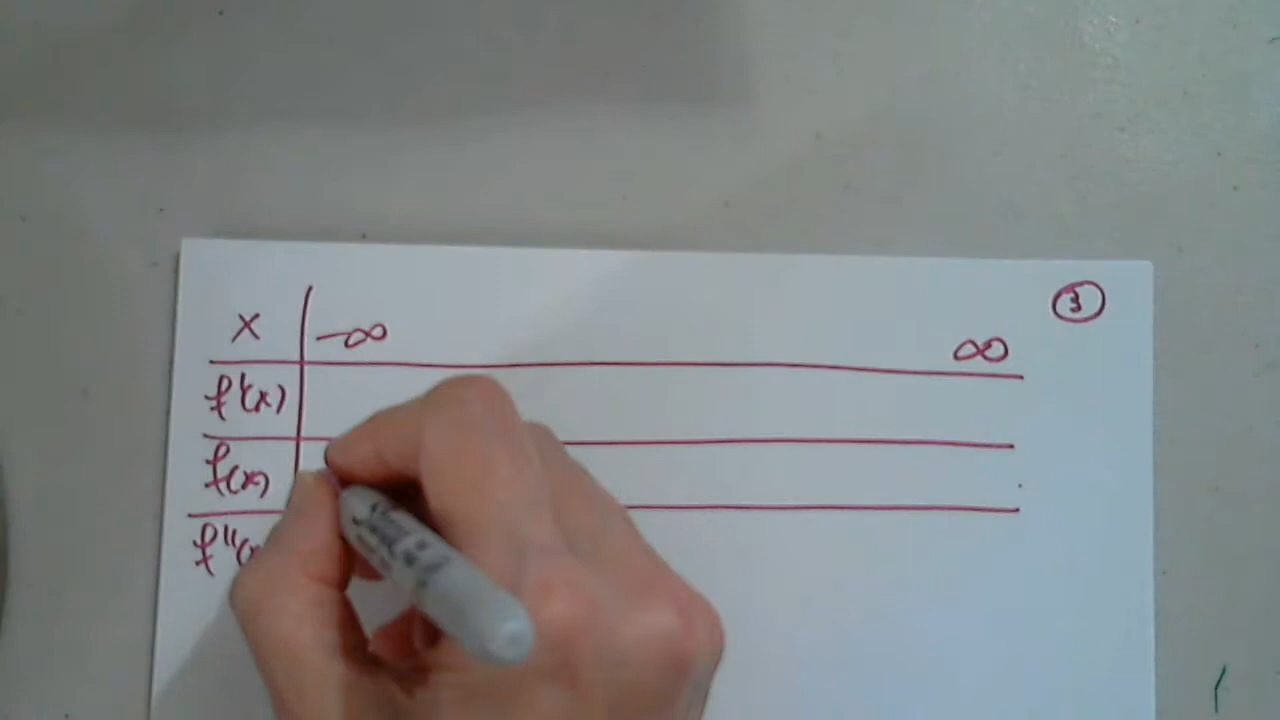 ③
x -∞ ∞
f'(x)
f(x)
f''(x